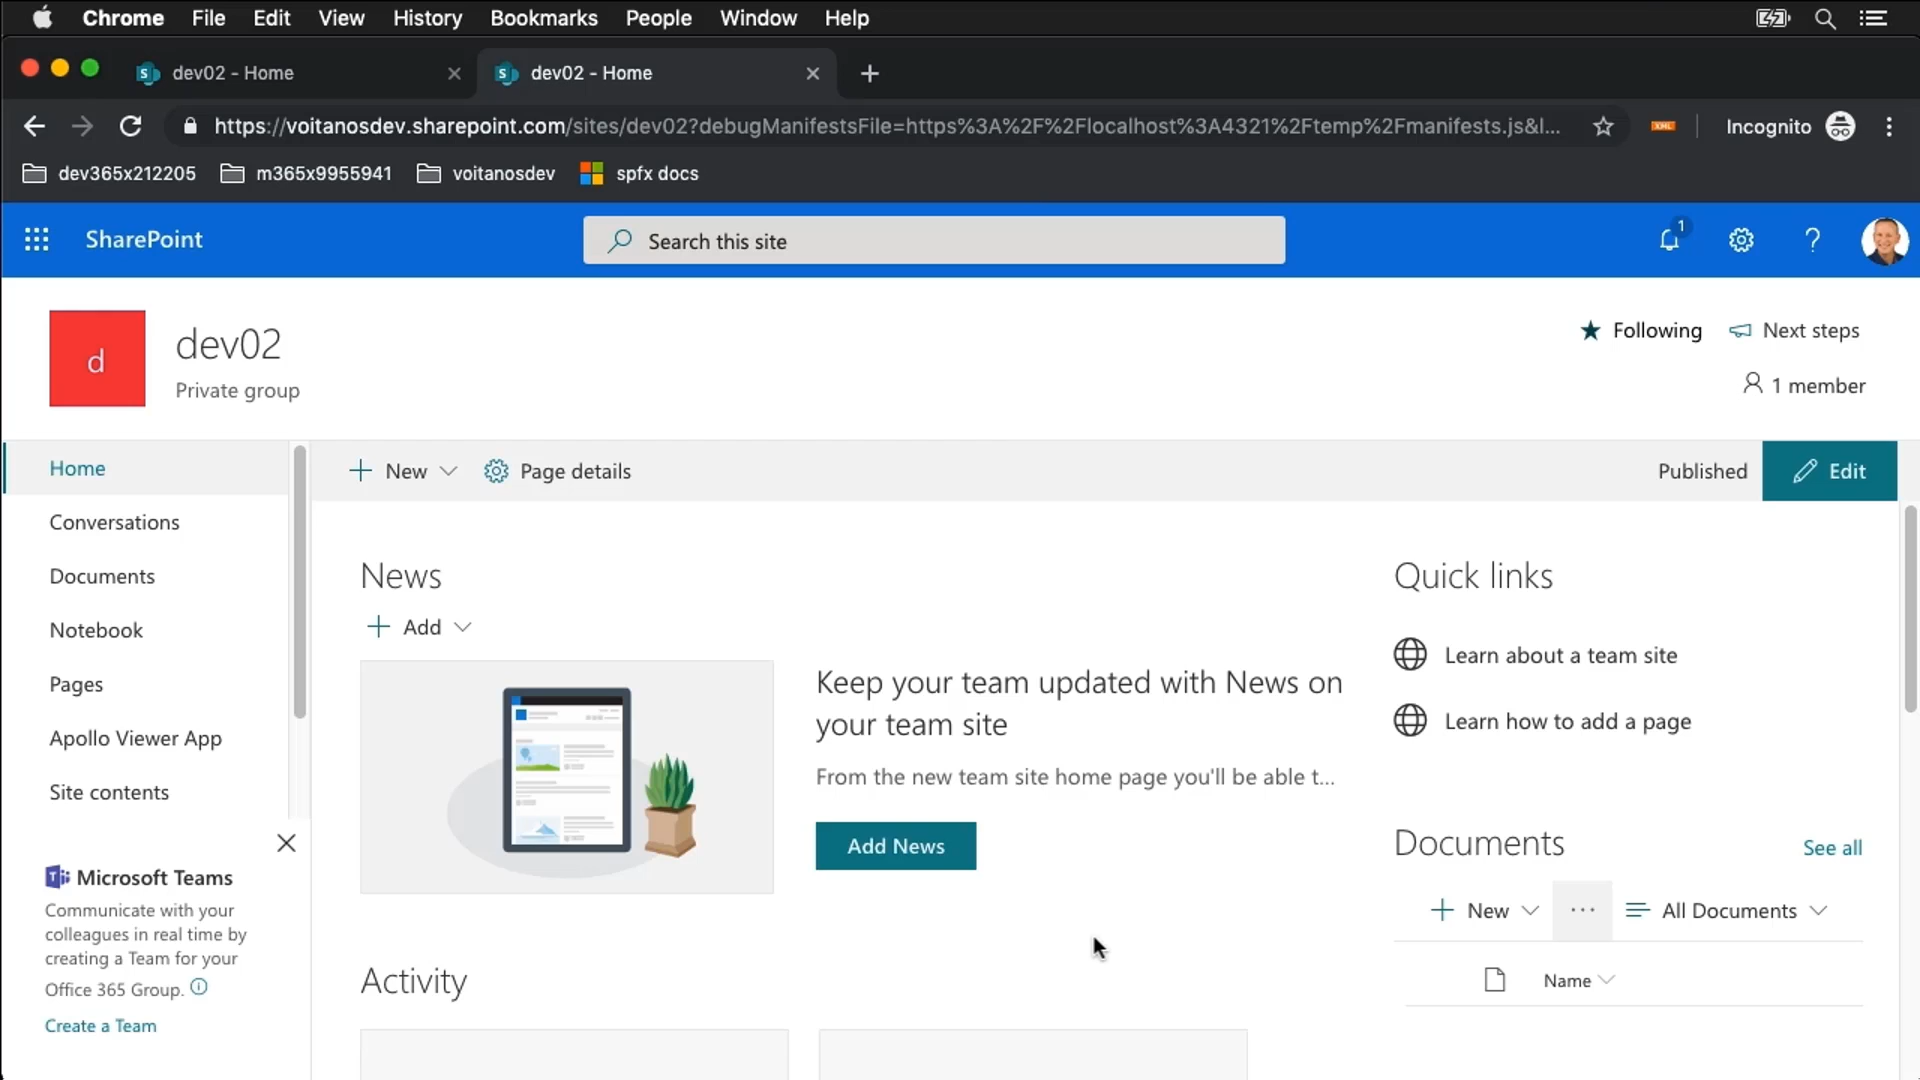 Chrome File Edit View History Bookmarks People Window Help
dev02 - Home
dev02 - Home
https://voitanosdev.sharepoint.com/sites/dev02?debugManifestsFile=https%3A%2F%2Flocalhost%3A4321%2Ftemp%2Fmanifests.js&l...
XML
Incognito
dev365x212205
m365x9955941
voitanosdev
spfx docs
SharePoint
Search this site
1
?
d
dev02
Private group
Following
Next steps
1 member
Home
Conversations
Documents
Notebook
Pages
Apollo Viewer App
Site contents
Microsoft Teams
Communicate with your
colleagues in real time by
creating a Team for your
Office 365 Group.
Create a Team
New
Page details
Published
Edit
News
Add
Keep your team updated with News on
your team site
From the new team site home page you'll be able t...
Add News
Activity
Quick links
Learn about a team site
Learn how to add a page
Documents
See all
New
...
All Documents
Name